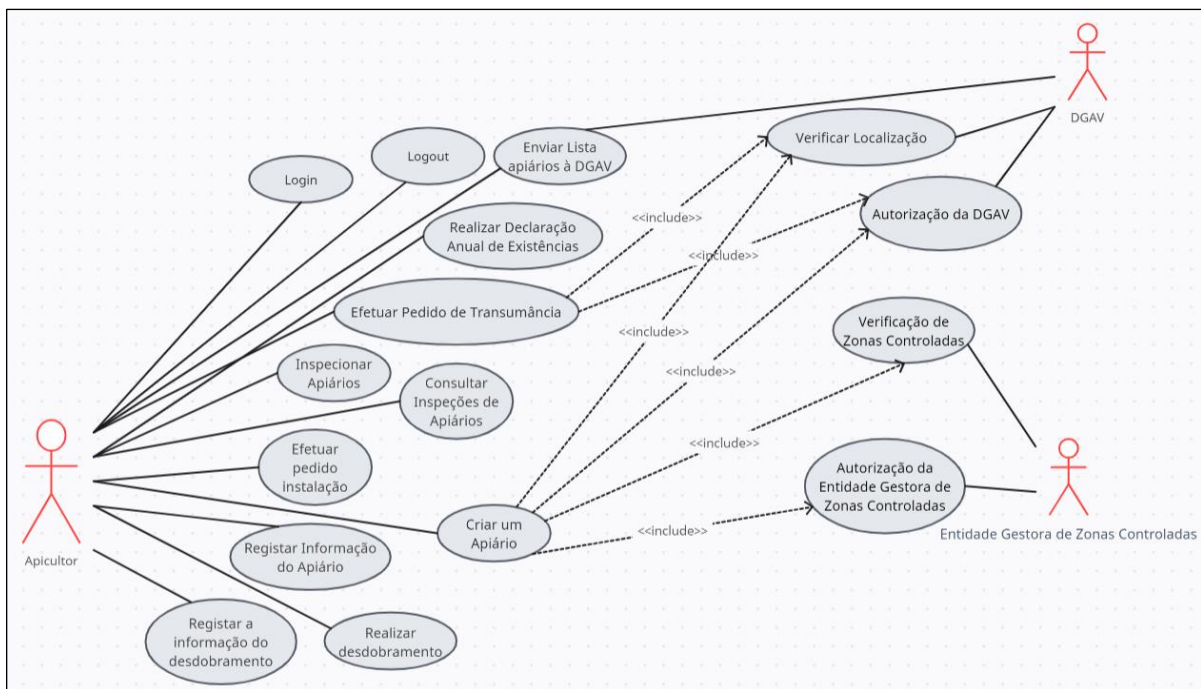 DGAV
Enviar Lista
apiários à DGAV
Verificar Localização
Logout
Login
Autorização da DGAV
<<include>>
Realizar Declaração
Anual de Existências
<<include>>
Efetuar Pedido de Transumância
<<include>>
Verificação de
Zonas Controladas
Inspecionar
Apiários
Consultar
Inspeções de
Apiários
<<include>>
<<include>>
Efetuar
pedido
instalação
Autorização da
Entidade Gestora de
Zonas Controladas
Criar um
Apiário
<<include>>
Entidade Gestora de Zonas Controladas
Apicultor
Registar Informação
do Apiário
Registar a
informação do
desdobramento
Realizar
desdobramento